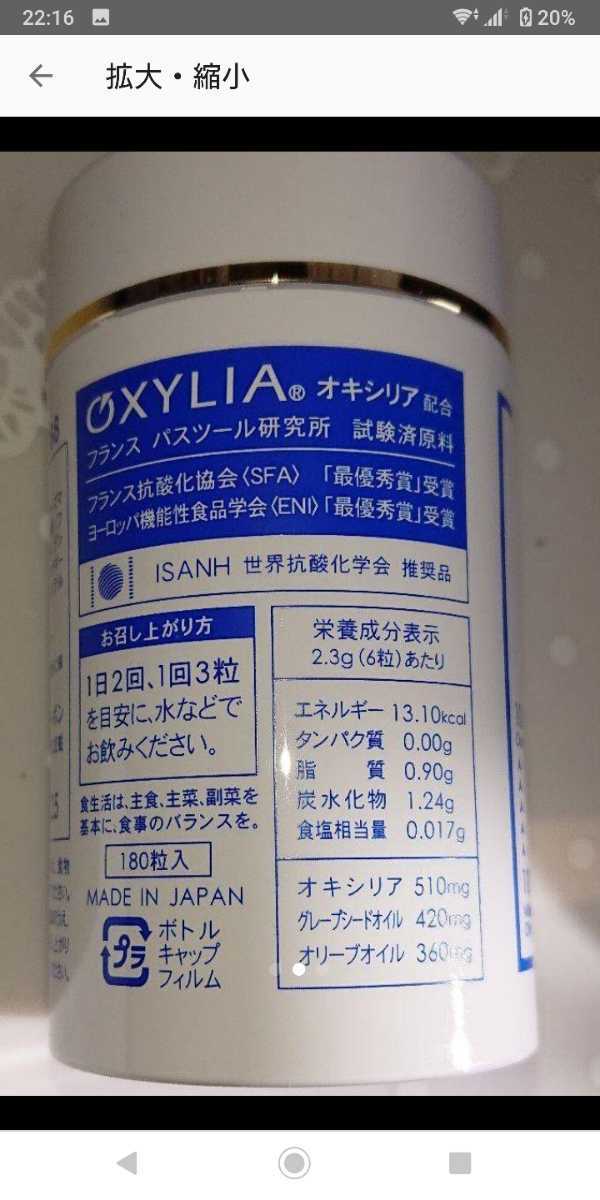 22:16
20%
拡大・縮小
OXYLIA® オキシリア 配合
フランス パスツール研究所 試験済原料
フランス抗酸化協会〈SFA〉「最優秀賞」受賞
ヨーロッパ機能性食品学会〈ENI〉「最優秀賞」受賞
ISANH 世界抗酸化学会 推奨品
お召し上がり方
1日2回、1回3粒
を目安に、水などで
お飲みください。
食生活は、主食、主菜、副菜を
基本に、食事のバランスを。
180粒入
MADE IN JAPAN
プラ
ボトル
キャップ
フィルム
栄養成分表示
2.3g(6粒)あたり
エネルギー 13.10kcal
タンパク質 0.00g
脂 質 0.90g
炭水化物 1.24g
食塩相当量 0.017g
オキシリア 510mg
グレープシードオイル 420mg
オリーブオイル 360mg